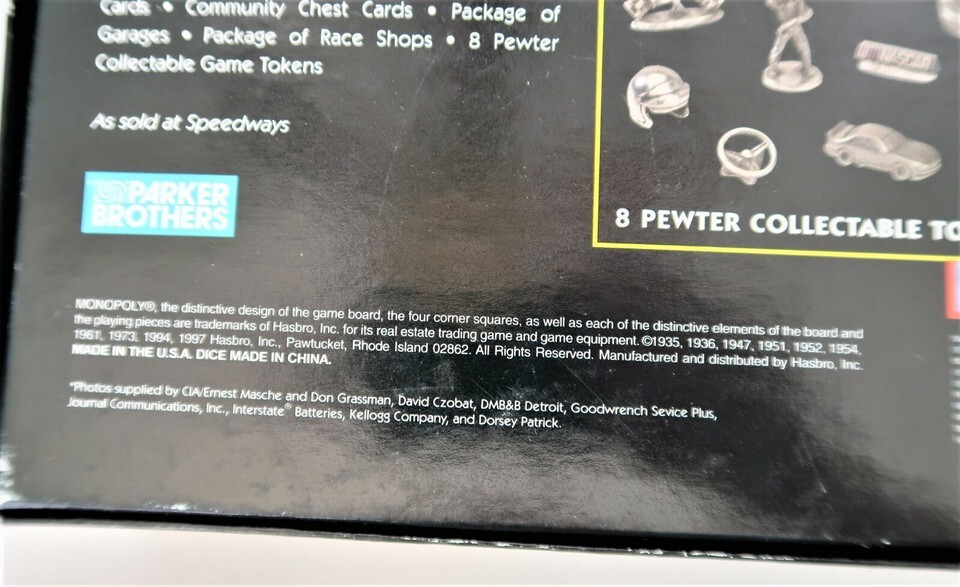 Cards • Community Chest Cards • Package of
Garages • Package of Race Shops • 8 Pewter
Collectable Game Tokens
As sold at Speedways
PARKER
BROTHERS
NASCAR
8 PEWTER COLLECTABLE TO
MONOPOLY®, the distinctive design of the game board, the four corner squares, as well as each of the distinctive elements of the board and
the playing pieces are trademarks of Hasbro, Inc. for its real estate trading game and game equipment. ©1935, 1936, 1947, 1951, 1952, 1954,
1961, 1973, 1994, 1997 Hasbro, Inc., Pawtucket, Rhode Island 02862. All Rights Reserved. Manufactured and distributed by Hasbro, Inc.
MADE IN THE U.S.A. DICE MADE IN CHINA.
*Photos supplied by CIA/Ernest Masche and Don Grassman, David Czobat, DMB&B Detroit, Goodwrench Sevice Plus,
Journal Communications, Inc., Interstate® Batteries, Kellogg Company, and Dorsey Patrick.